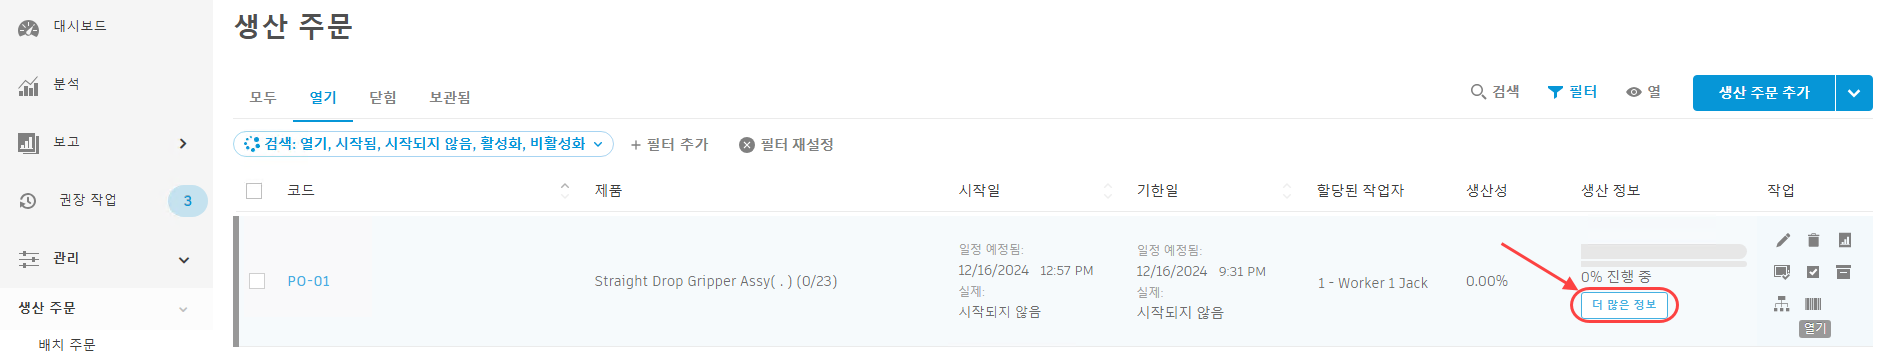 대시보드
분석
보고
권장 작업 3
관리
생산 주문
배치 주문
생산 주문
모두 열기 닫힘 보관됨
검색 필터 열 생산 주문 추가
검색: 열기, 시작됨, 시작되지 않음, 활성화, 비활성화 + 필터 추가 필터 재설정
코드 제품 시작일 기한일 할당된 작업자 생산성 생산 정보 작업
PO-01
Straight Drop Gripper Assy( . ) (0/23)
일정 예정됨:
12/16/2024 12:57 PM
실제:
시작되지 않음
일정 예정됨:
12/16/2024 9:31 PM
실제:
시작되지 않음
1 - Worker 1 Jack
0.00%
0% 진행 중
더 많은 정보
열기